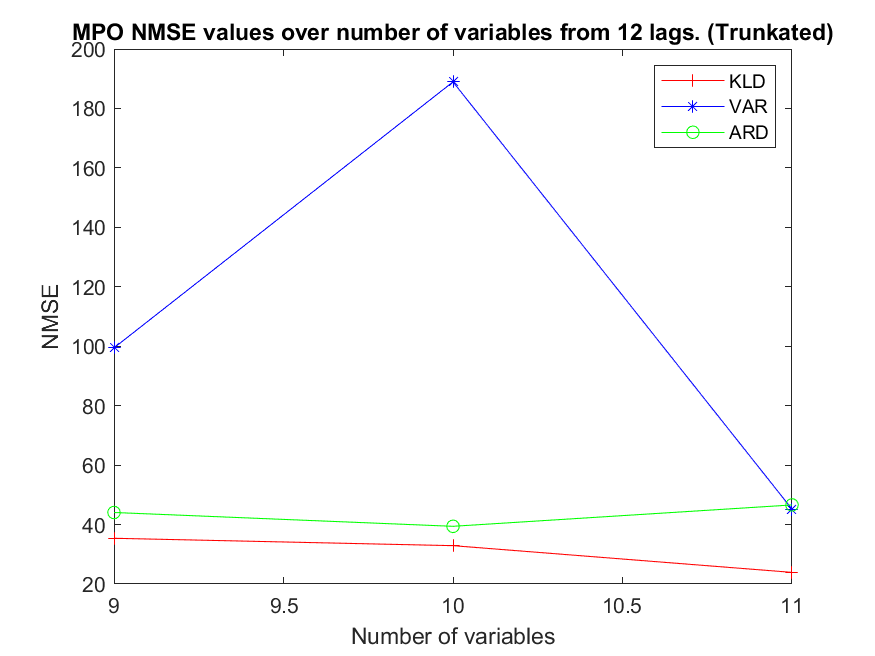 MPO NMSE values over number of variables from 12 lags. (Trunkated)
200
180
160
140
120
100
80
60
40
20
NMSE
KLD
VAR
ARD
9
9.5
10
10.5
11
Number of variables